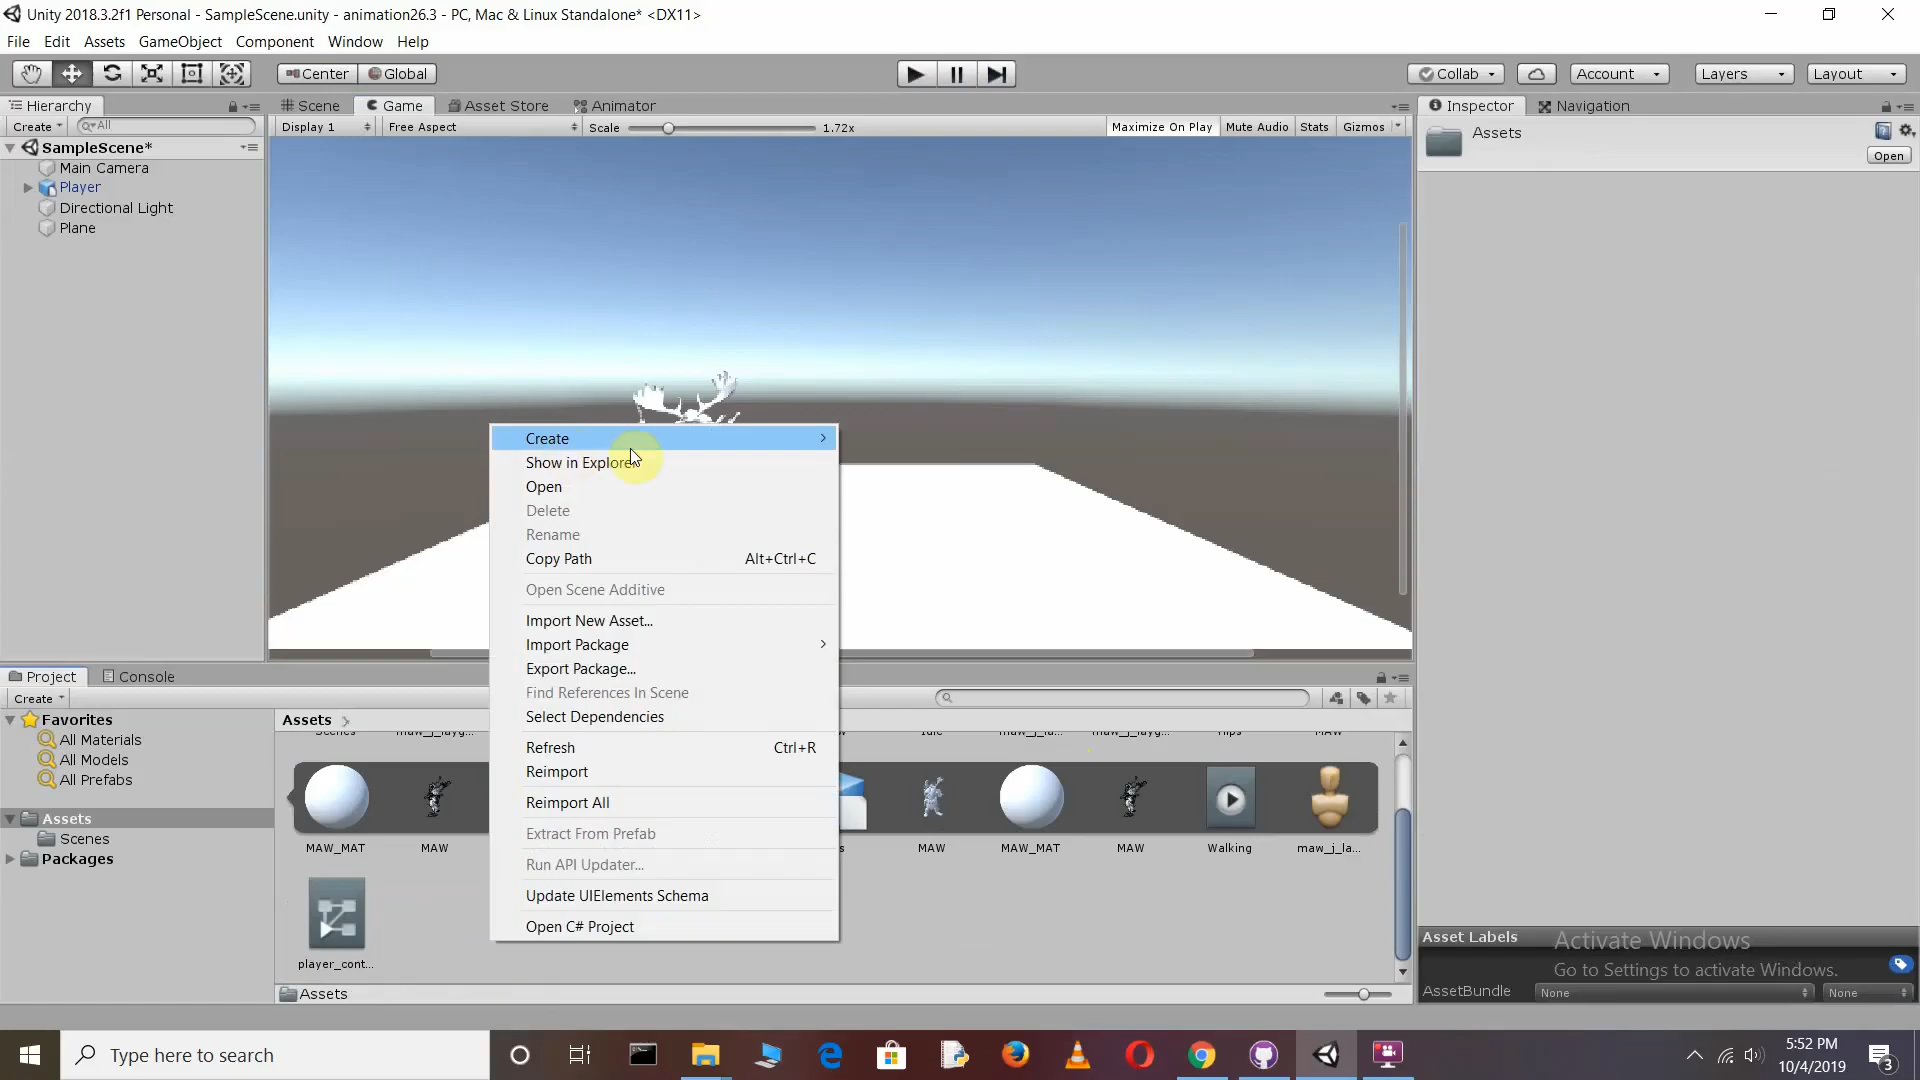 Unity 2018.3.2f1 Personal - SampleScene.unity - animation26.3 - PC, Mac & Linux Standalone* <DX11>
File Edit Assets GameObject Component Window Help
Center Global Collab Account Layers Layout
Hierarchy Scene Game Asset Store Animator Inspector Navigation
Create All Display 1 Free Aspect Scale 1.72x Maximize On Play Mute Audio Stats Gizmos
Assets
Open
SampleScene*
Main Camera
Player
Directional Light
Plane
Create
Show in Explorer
Open
Delete
Rename
Copy Path Alt+Ctrl+C
Open Scene Additive
Import New Asset...
Import Package
Export Package...
Find References In Scene
Select Dependencies
Refresh Ctrl+R
Reimport
Reimport All
Extract From Prefab
Run API Updater...
Update UIElements Schema
Open C# Project
Project Console
Create
Favorites
All Materials
All Models
All Prefabs
Assets
Scenes
Packages
Assets
Scenes Idle MAW
MAW_MAT MAW MAW MAW_MAT MAW Walking maw_j_la...
player_cont...
Assets
Asset Labels
Activate Windows
Go to Settings to activate Windows.
AssetBundle None None
Type here to search
5:52 PM
10/4/2019
3